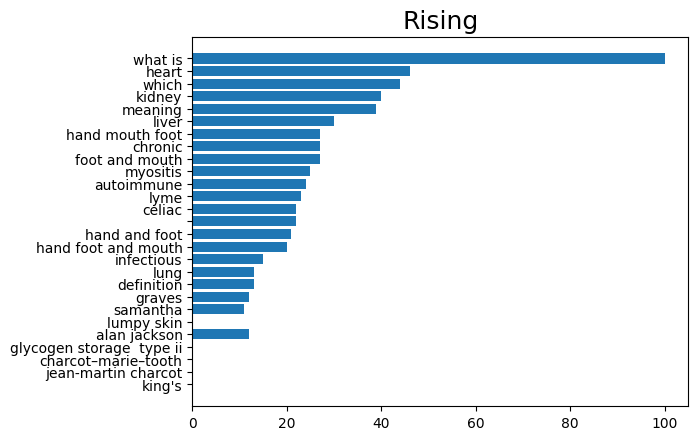 Rising
what is
heart
which
kidney
meaning
liver
hand mouth foot
chronic
foot and mouth
myositis
autoimmune
lyme
celiac
hand and foot
hand foot and mouth
infectious
lung
definition
graves
samantha
lumpy skin
alan jackson
glycogen storage  type ii
charcot–marie–tooth
jean-martin charcot
king's
0 20 40 60 80 100